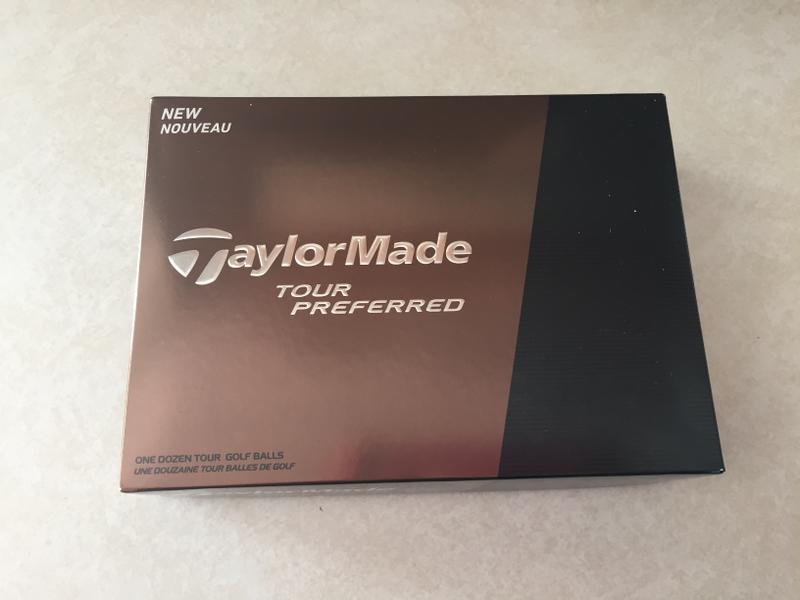 NEW
NOUVEAU
TaylorMade
TOUR
PREFERRED
ONE DOZEN TOUR GOLF BALLS
UNE DOUZAINE TOUR BALLES DE GOLF